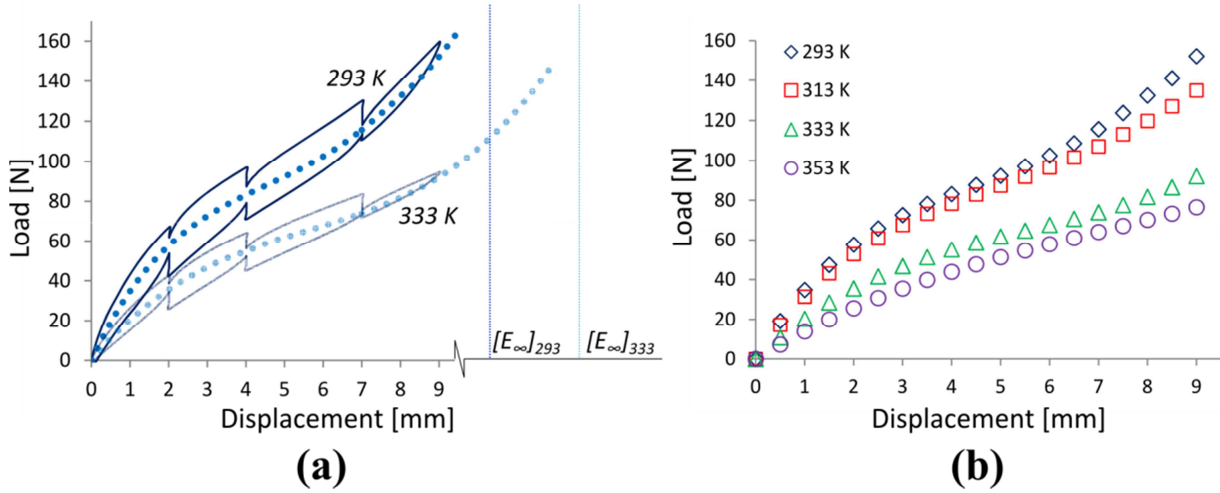 160
140
120
100
80
60
40
20
0
Load [N]
293 K
333 K
[E∞]293
[E∞]333
0 1 2 3 4 5 6 7 8 9
Displacement [mm]
(a)
160
140
120
100
80
60
40
20
0
Load [N]
293 K
313 K
333 K
353 K
0 1 2 3 4 5 6 7 8 9
Displacement [mm]
(b)